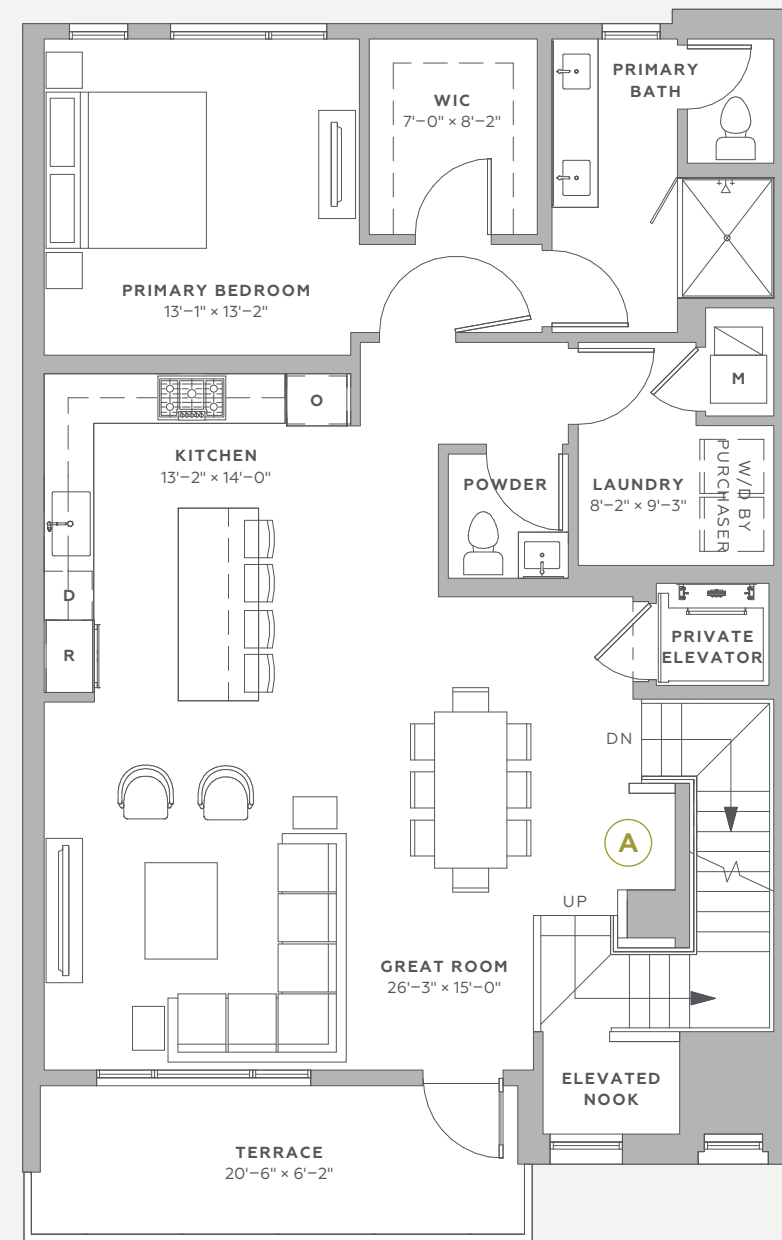 PRIMARY
BATH
WIC
7'–0" × 8'–2"
PRIMARY BEDROOM
13'–1" × 13'–2"
M
O
KITCHEN
13'–2" × 14'–0"
POWDER
LAUNDRY
8'–2" × 9'–3"
W/D BY
PURCHASER
D
R
PRIVATE
ELEVATOR
DN
A
UP
GREAT ROOM
26'–3" × 15'–0"
ELEVATED
NOOK
TERRACE
20'–6" × 6'–2"